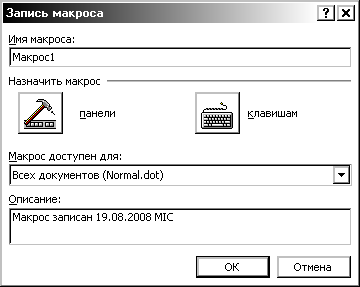 Запись макроса
Имя макроса:
Макрос1
Назначить макрос
панели
клавишам
Макрос доступен для:
Всех документов (Normal.dot)
Описание:
Макрос записан 19.08.2008 MIC
OK
Отмена